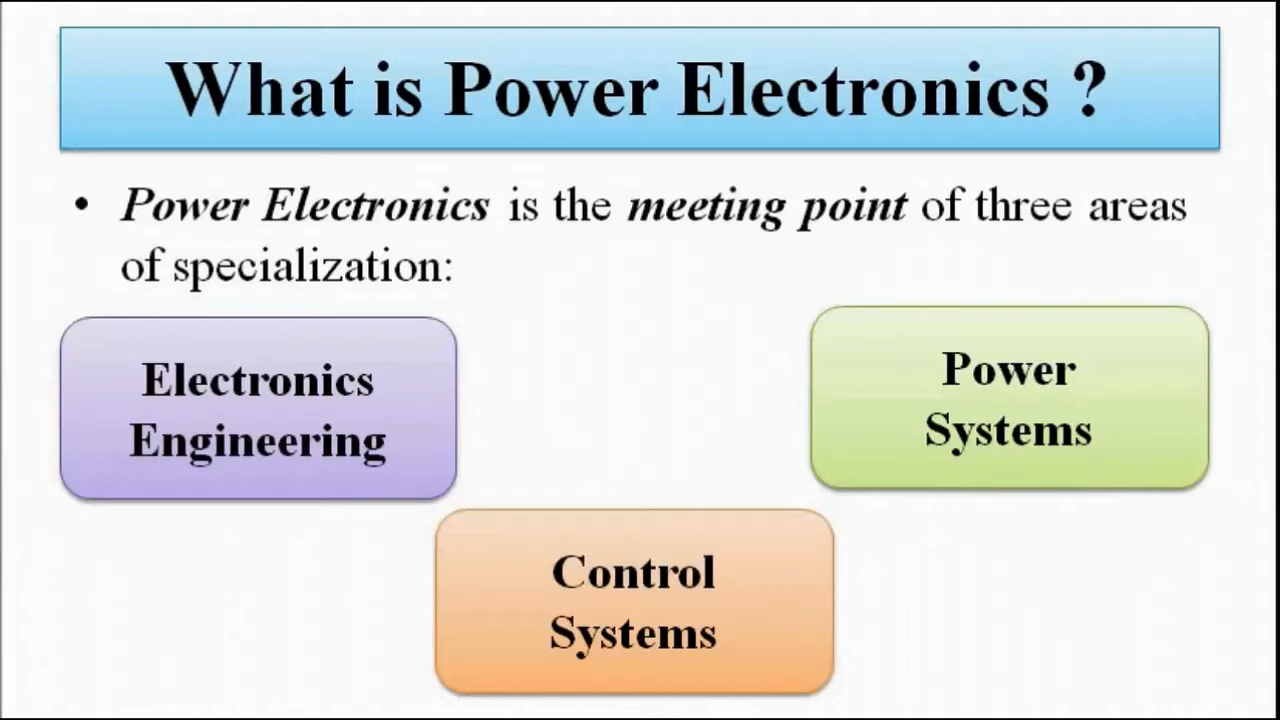 What is Power Electronics ?
• Power Electronics is the meeting point of three areas
of specialization:
Electronics
Engineering
Power
Systems
Control
Systems